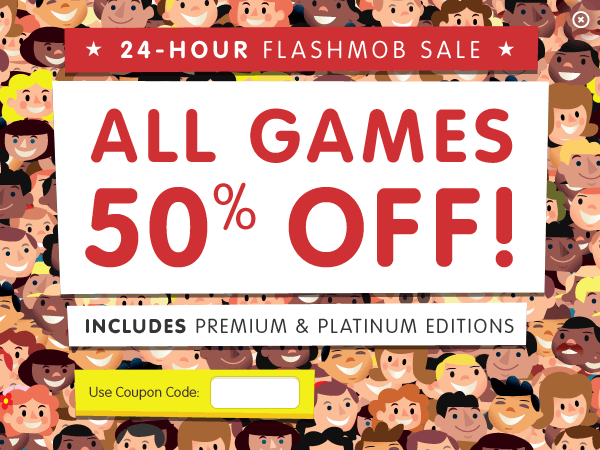 ★ 24-HOUR FLASHMOB SALE ★
ALL GAMES
50% OFF!
INCLUDES PREMIUM & PLATINUM EDITIONS
Use Coupon Code: